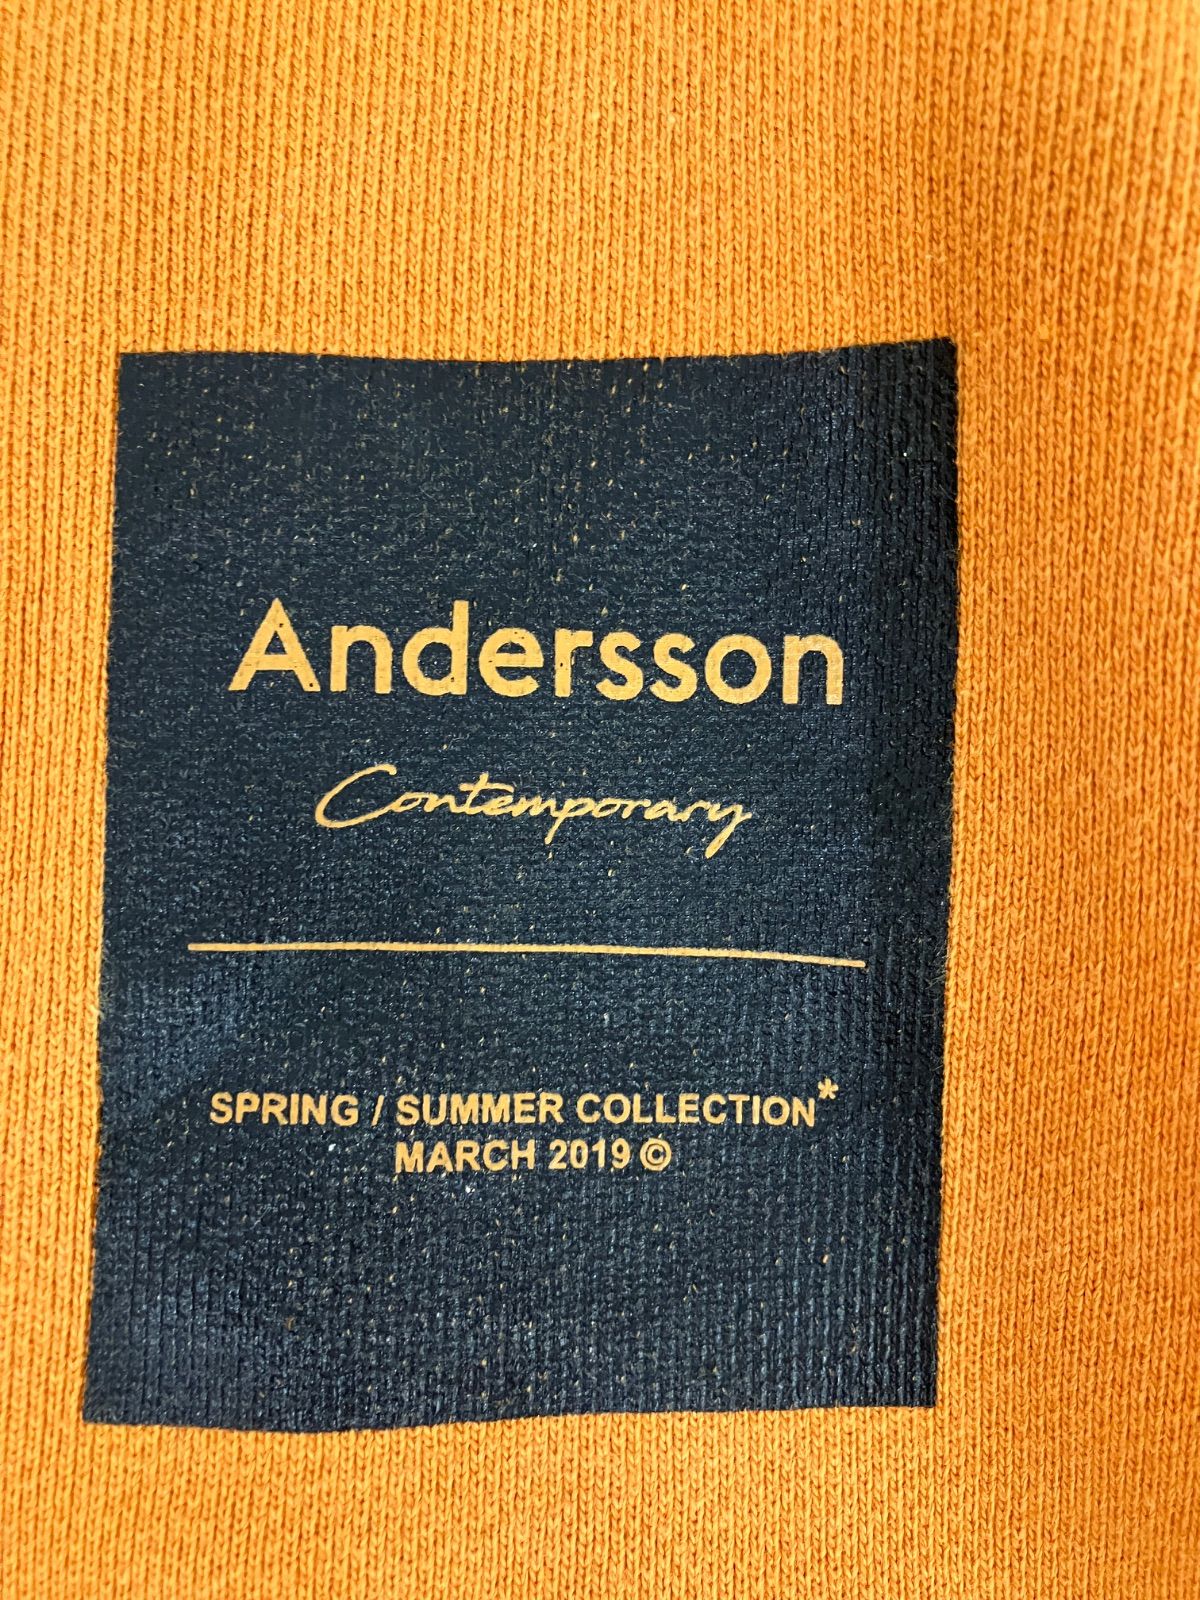 Andersson
Contemporary
SPRING / SUMMER COLLECTION*
MARCH 2019 ©